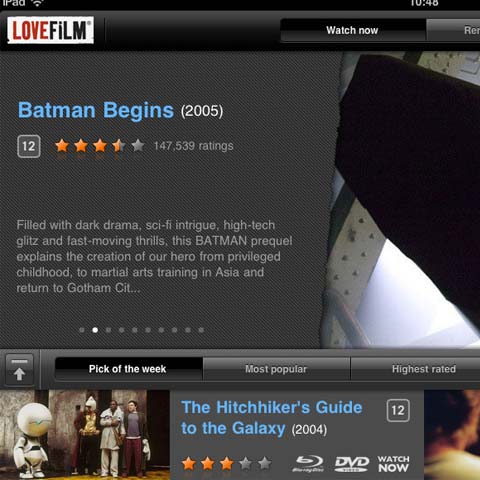 iPad
10:48
LOVEFiLM®
Watch now
Batman Begins (2005)
12
147,539 ratings
Filled with dark drama, sci-fi intrigue, high-tech
glitz and fast-moving thrills, this BATMAN prequel
explains the creation of our hero from privileged
childhood, to martial arts training in Asia and
return to Gotham Cit...
Pick of the week
Most popular
Highest rated
The Hitchhiker's Guide
to the Galaxy (2004)
12
Blu-ray Disc
DVD
VIDEO
WATCH
NOW